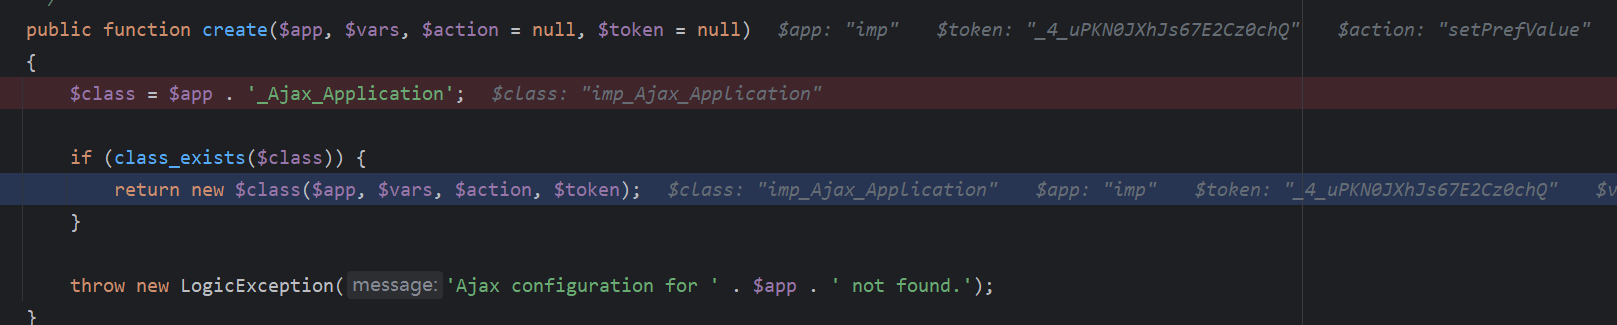 public function create($app, $vars, $action = null, $token = null)   $app: "imp"   $token: "_4_uPKN0JXhJs67E2Cz0chQ"   $action: "setPrefValue"
{
    $class = $app . '_Ajax_Application';   $class: "imp_Ajax_Application"
    if (class_exists($class)) {
        return new $class($app, $vars, $action, $token);   $class: "imp_Ajax_Application"   $app: "imp"   $token: "_4_uPKN0JXhJs67E2Cz0chQ"   $v
    }
    throw new LogicException( message: 'Ajax configuration for ' . $app . ' not found.');
}